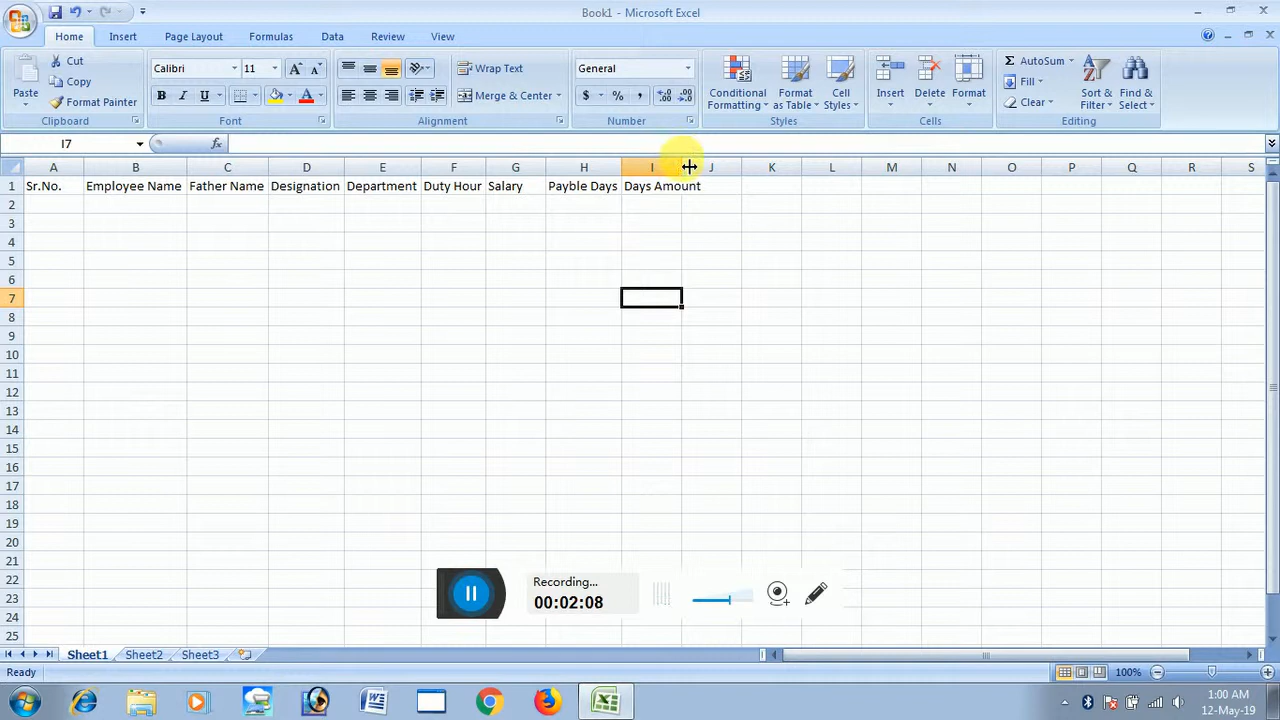 Book1 - Microsoft Excel
Home Insert Page Layout Formulas Data Review View
Paste
Cut
Copy
Format Painter
Clipboard
Calibri 11
B I U
Font
Wrap Text
Merge & Center
Alignment
General
$ % ,
Number
Conditional Formatting
Format as Table
Cell Styles
Styles
Insert Delete Format
Cells
Σ AutoSum
Fill
Clear
Sort & Filter
Find & Select
Editing
I7 fx
A B C D E F G H I J K L M N O P Q R S
1 Sr.No. Employee Name Father Name Designation Department Duty Hour Salary Payble Days Days Amount
2
3
4
5
6
7
8
9
10
11
12
13
14
15
16
17
18
19
20
21
22
23
24
25
Recording...
00:02:08
Sheet1 Sheet2 Sheet3
Ready 100%
1:00 AM
12-May-19